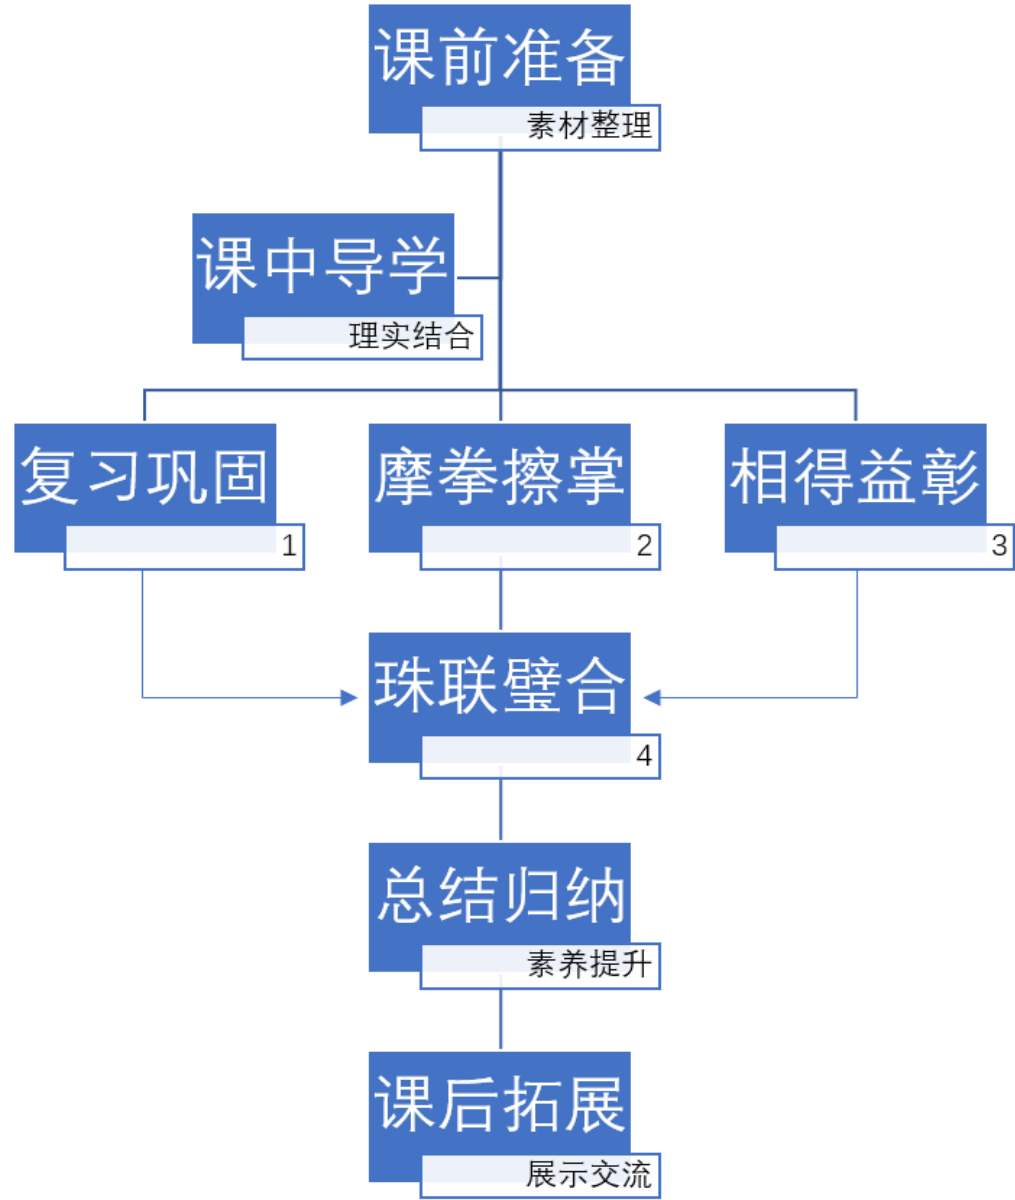 课前准备
素材整理
课中导学
理实结合
复习巩固
1
摩拳擦掌
2
相得益彰
3
珠联璧合
4
总结归纳
素养提升
课后拓展
展示交流